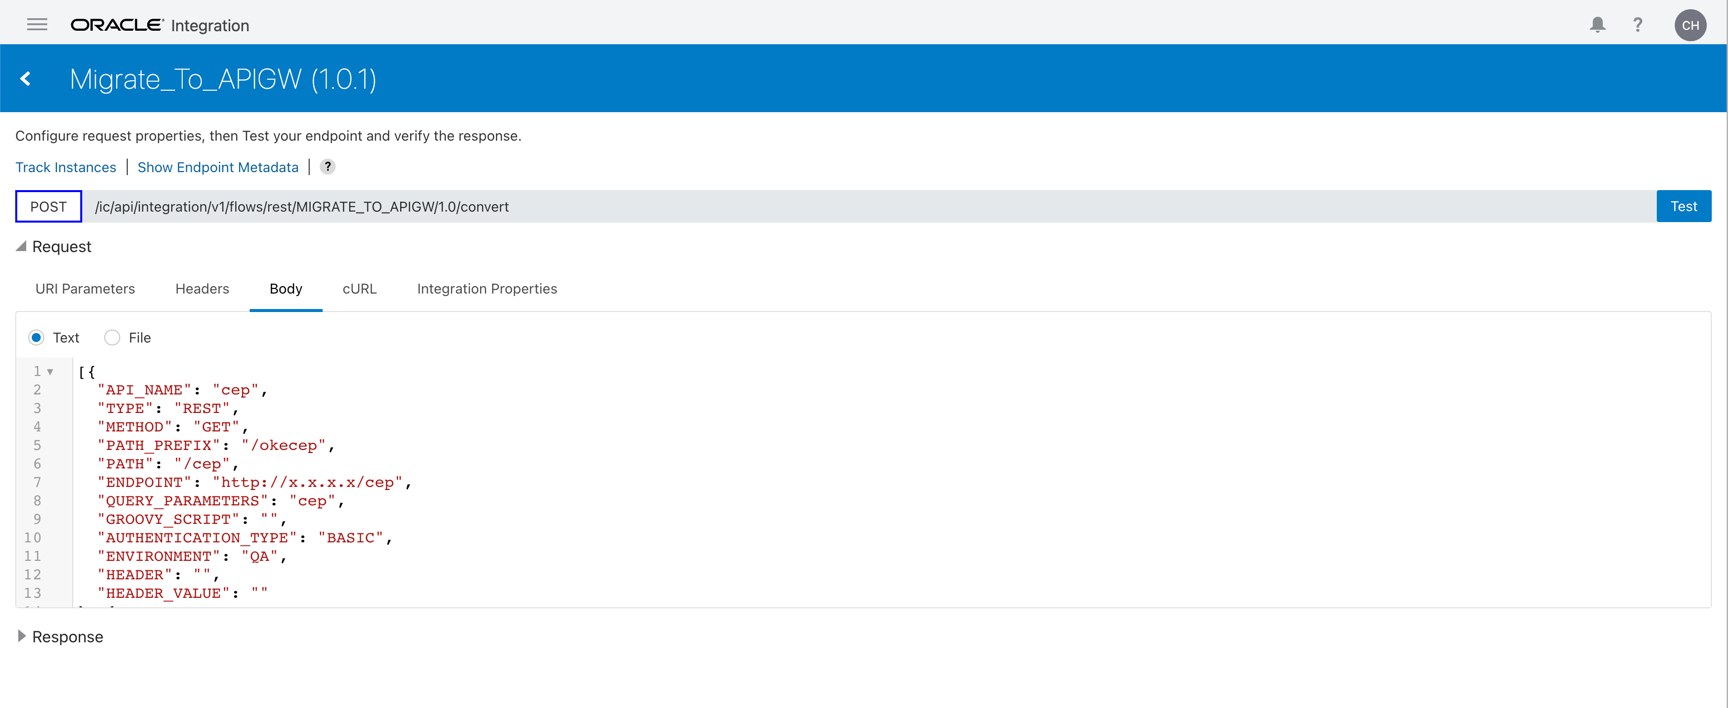 ORACLE Integration
? CH
Migrate_To_APIGW (1.0.1)
Configure request properties, then Test your endpoint and verify the response.
Track Instances | Show Endpoint Metadata | ?
POST /ic/api/integration/v1/flows/rest/MIGRATE_TO_APIGW/1.0/convert Test
Request
URI Parameters Headers Body cURL Integration Properties
Text File
1 [{
2 "API_NAME": "cep",
3 "TYPE": "REST",
4 "METHOD": "GET",
5 "PATH_PREFIX": "/okecep",
6 "PATH": "/cep",
7 "ENDPOINT": "http://x.x.x.x/cep",
8 "QUERY_PARAMETERS": "cep",
9 "GROOVY_SCRIPT": "",
10 "AUTHENTICATION_TYPE": "BASIC",
11 "ENVIRONMENT": "QA",
12 "HEADER": "",
13 "HEADER_VALUE": ""
Response